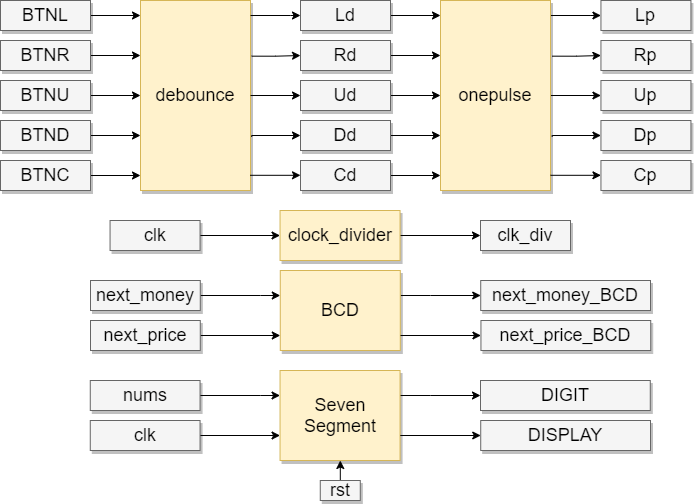 BTNL
Ld
Lp
BTNR
Rd
Rp
BTNU
debounce
Ud
onepulse
Up
BTND
Dd
Dp
BTNC
Cd
Cp
clk
clock_divider
clk_div
next_money
BCD
next_money_BCD
next_price
next_price_BCD
nums
Seven
Segment
DIGIT
clk
DISPLAY
rst